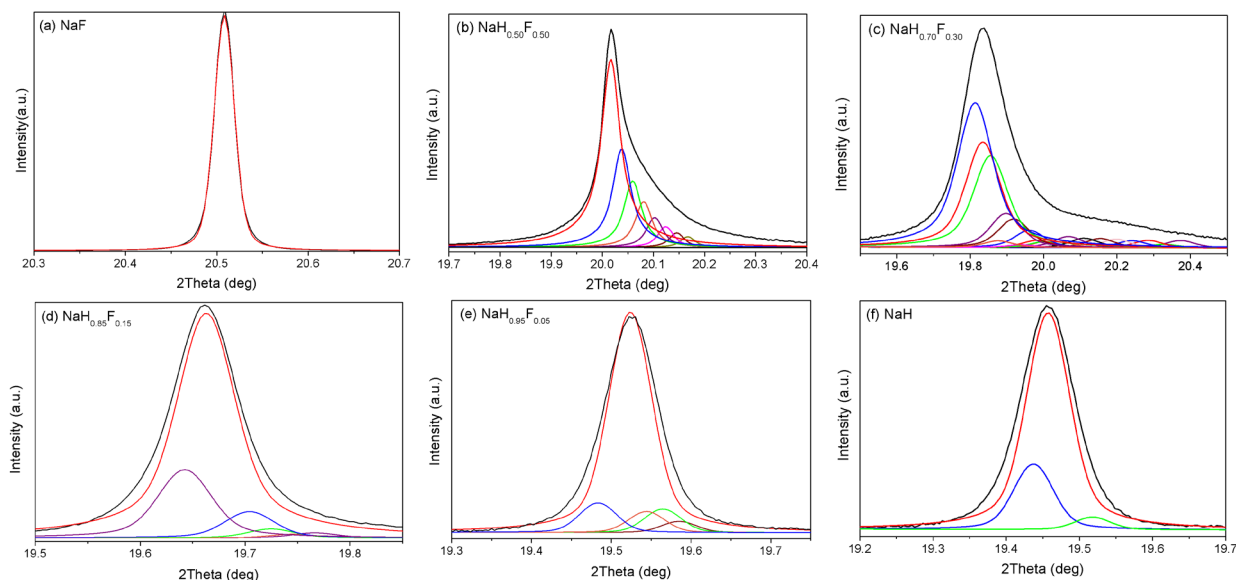 (a) NaF
Intensity(a.u.)
20.3 20.4 20.5 20.6 20.7
2Theta (deg)
(b) NaH0.50F0.50
Intensity (a.u.)
19.7 19.8 19.9 20.0 20.1 20.2 20.3 20.4
2Theta (deg)
(c) NaH0.70F0.30
Intensity (a.u.)
19.6 19.8 20.0 20.2 20.4
2Theta (deg)
(d) NaH0.85F0.15
Intensity (a.u.)
19.5 19.6 19.7 19.8
2Theta (deg)
(e) NaH0.95F0.05
Intensity (a.u.)
19.3 19.4 19.5 19.6 19.7
2Theta (deg)
(f) NaH
Intensity (a.u.)
19.2 19.3 19.4 19.5 19.6 19.7
2Theta (deg)